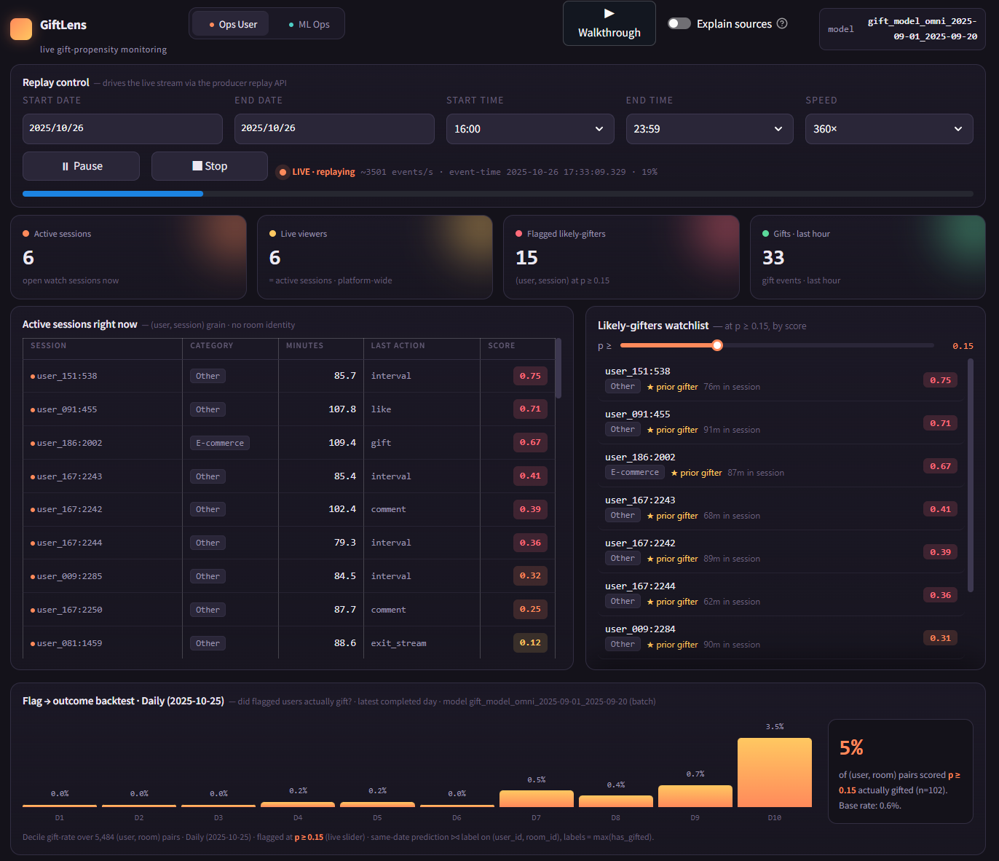 GiftLens
live gift-propensity monitoring
Ops User
ML Ops
▶
Walkthrough
Explain sources ?
model gift_model_omni_2025-
09-01_2025-09-20
Replay control — drives the live stream via the producer replay API
START DATE END DATE START TIME END TIME SPEED
2025/10/26 2025/10/26 16:00 23:59 360×
⏸ Pause Stop LIVE · replaying ~3501 events/s · event-time 2025-10-26 17:33:09.329 · 19%
Active sessions
6
open watch sessions now
Live viewers
6
= active sessions · platform-wide
Flagged likely-gifters
15
(user, session) at p ≥ 0.15
Gifts · last hour
33
gift events · last hour
Active sessions right now — (user, session) grain · no room identity
SESSION CATEGORY MINUTES LAST ACTION SCORE
user_151:538 Other 85.7 interval 0.75
user_091:455 Other 107.8 like 0.71
user_186:2002 E-commerce 109.4 gift 0.67
user_167:2243 Other 85.4 interval 0.41
user_167:2242 Other 102.4 comment 0.39
user_167:2244 Other 79.3 interval 0.36
user_009:2285 Other 84.5 interval 0.32
user_167:2250 Other 87.7 comment 0.25
user_081:1459 Other 88.6 exit_stream 0.12
Likely-gifters watchlist — at p ≥ 0.15, by score
p ≥ 0.15
user_151:538
Other ★ prior gifter 76m in session 0.75
user_091:455
Other ★ prior gifter 91m in session 0.71
user_186:2002
E-commerce ★ prior gifter 87m in session 0.67
user_167:2243
Other ★ prior gifter 68m in session 0.41
user_167:2242
Other ★ prior gifter 89m in session 0.39
user_167:2244
Other ★ prior gifter 62m in session 0.36
user_009:2284
Other ★ prior gifter 90m in session 0.31
Flag → outcome backtest · Daily (2025-10-25) — did flagged users actually gift? · latest completed day · model gift_model_omni_2025-09-01_2025-09-20 (batch)
0.0% 0.0% 0.0% 0.2% 0.2% 0.0% 0.5% 0.4% 0.7% 3.5%
D1 D2 D3 D4 D5 D6 D7 D8 D9 D10
5%
of (user, room) pairs scored p ≥
0.15 actually gifted (n=102).
Base rate: 0.6%.
Decile gift-rate over 5,484 (user, room) pairs · Daily (2025-10-25) · flagged at p ≥ 0.15 (live slider) · same-date prediction ⋈ label on (user_id, room_id), labels = max(has_gifted).